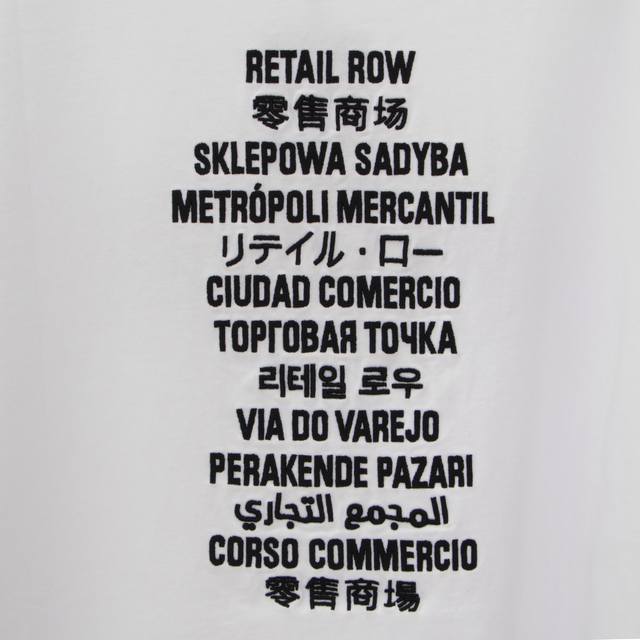 RETAIL ROW
零售商场
SKLEPOWA SADYBA
METRÓPOLI MERCANTIL
リテイル・ロー
CIUDAD COMERCIO
ТОРГОВАЯ ТОЧКА
리테일 로우
VIA DO VAREJO
PERAKENDE PAZARI
المجمع التجاري
CORSO COMMERCIO
零售商場